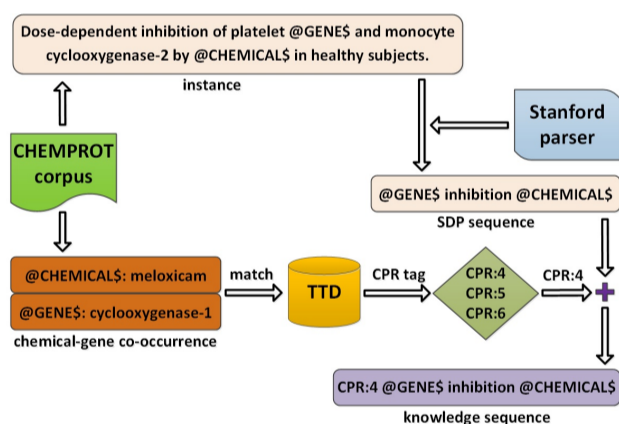 Dose-dependent inhibition of platelet @GENE$ and monocyte
cyclooxygenase-2 by @CHEMICAL$ in healthy subjects.
instance
Stanford
parser
CHEMPROT
corpus
@GENE$ inhibition @CHEMICAL$
SDP sequence
@CHEMICAL$: meloxicam
@GENE$: cyclooxygenase-1
chemical-gene co-occurrence
match
TTD
CPR tag
CPR:4
CPR:5
CPR:6
CPR:4
+
CPR:4 @GENE$ inhibition @CHEMICAL$
knowledge sequence